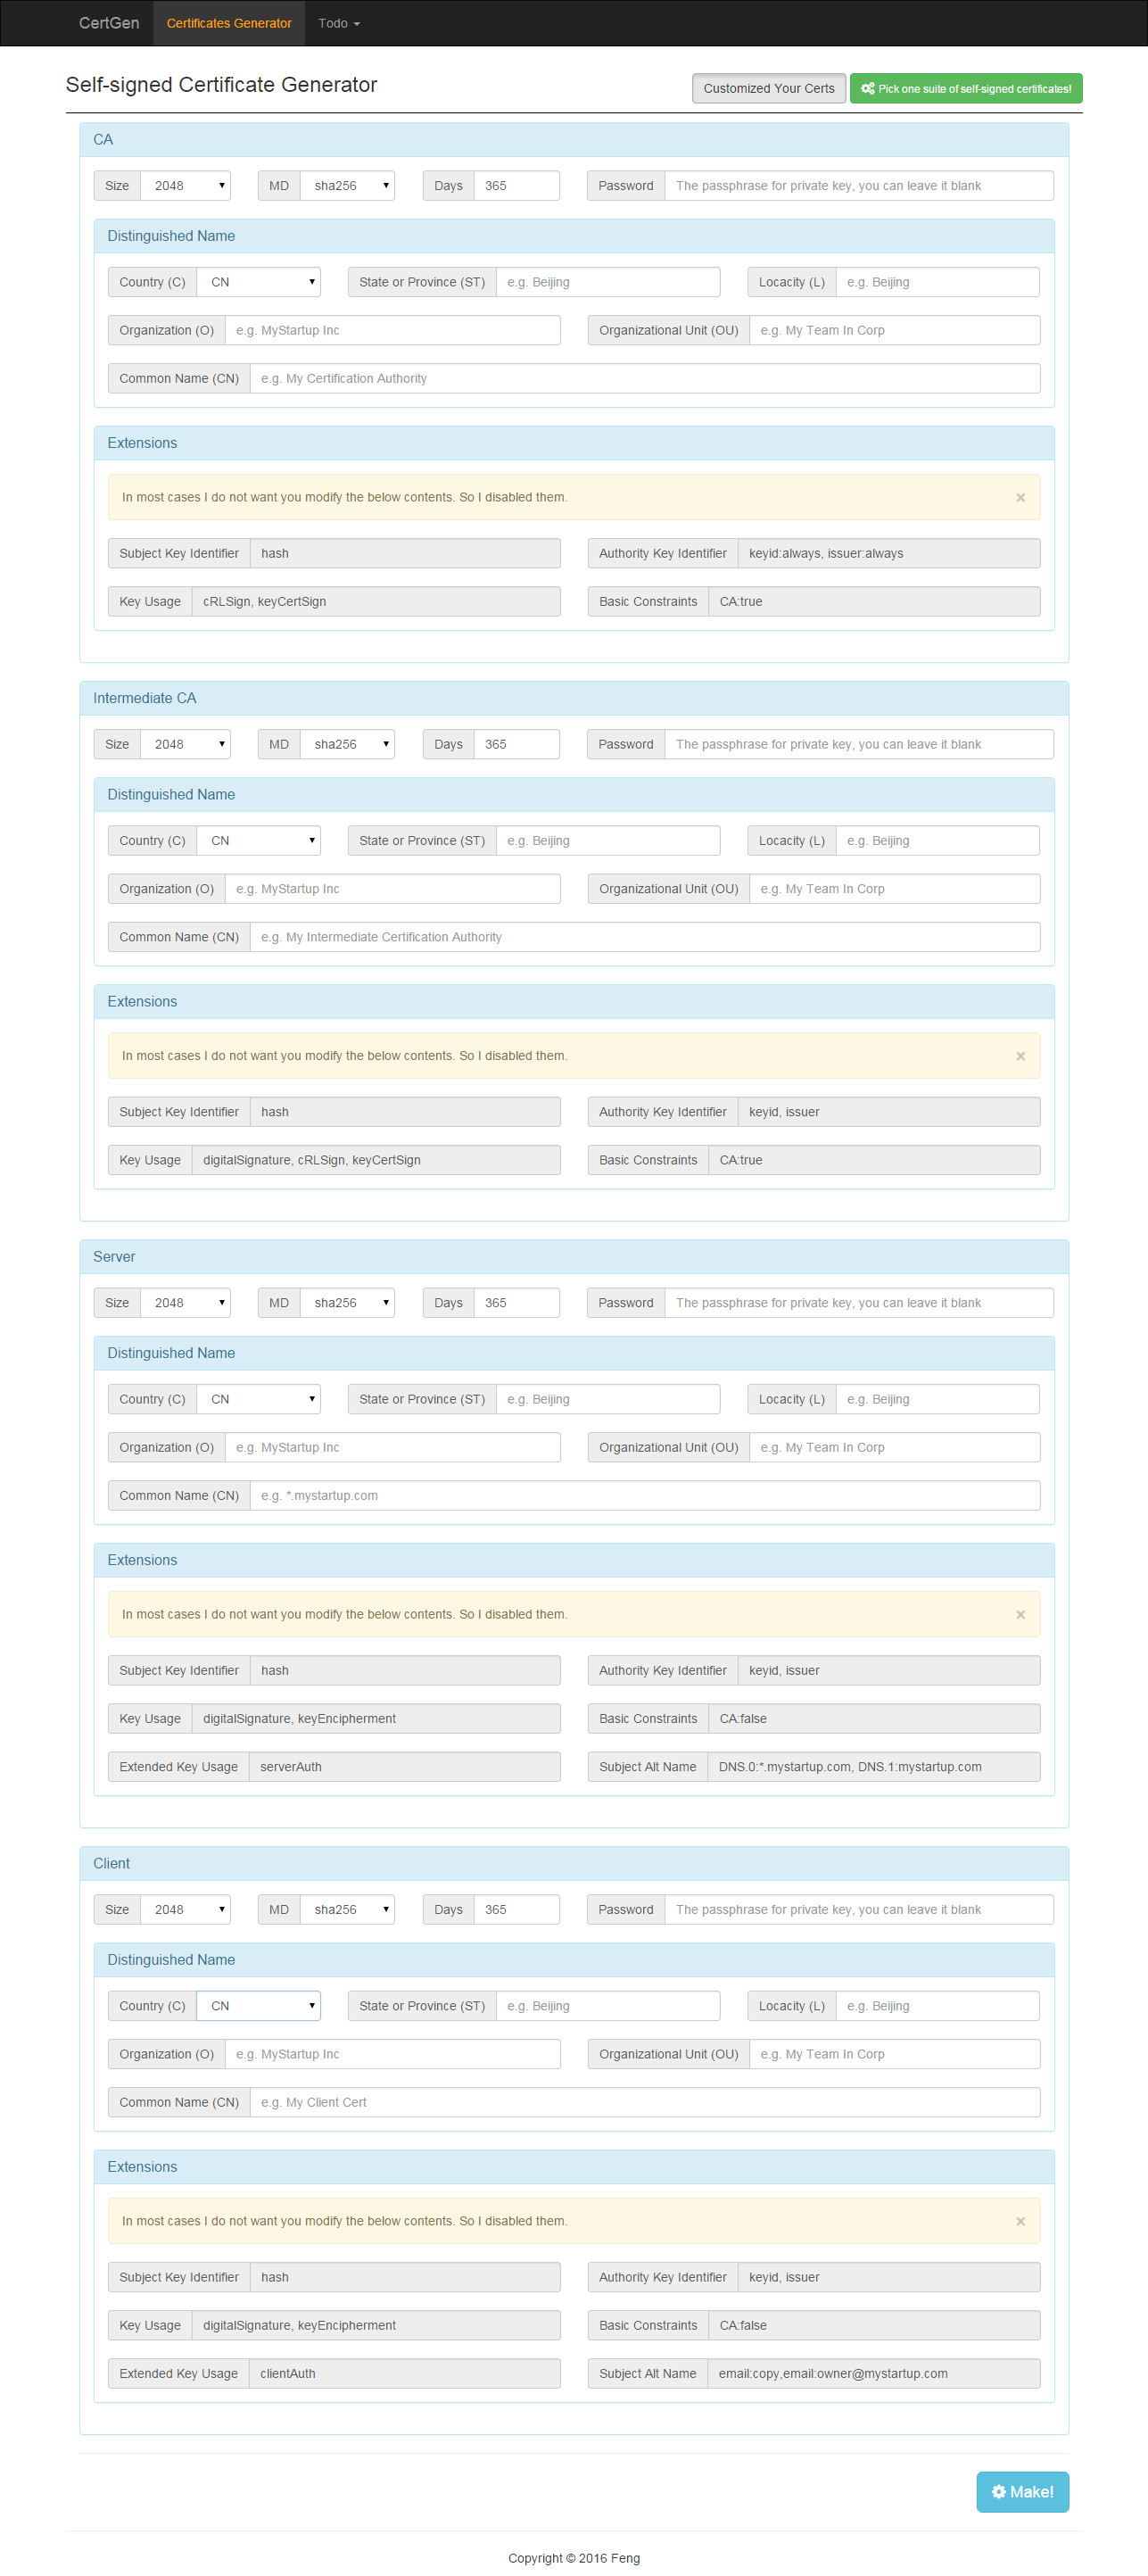 CertGen Certificates Generator Todo
Self-signed Certificate Generator Customized Your Certs Pick one suite of self-signed certificates!
CA
Size 2048 MD sha256 Days 365 Password The passphrase for private key, you can leave it blank
Distinguished Name
Country (C) CN State or Province (ST) e.g. Beijing Locacity (L) e.g. Beijing
Organization (O) e.g. MyStartup Inc Organizational Unit (OU) e.g. My Team In Corp
Common Name (CN) e.g. My Certification Authority
Extensions
In most cases I do not want you modify the below contents. So I disabled them. ×
Subject Key Identifier hash Authority Key Identifier keyid:always, issuer:always
Key Usage cRLSign, keyCertSign Basic Constraints CA:true
Intermediate CA
Size 2048 MD sha256 Days 365 Password The passphrase for private key, you can leave it blank
Distinguished Name
Country (C) CN State or Province (ST) e.g. Beijing Locacity (L) e.g. Beijing
Organization (O) e.g. MyStartup Inc Organizational Unit (OU) e.g. My Team In Corp
Common Name (CN) e.g. My Intermediate Certification Authority
Extensions
In most cases I do not want you modify the below contents. So I disabled them. ×
Subject Key Identifier hash Authority Key Identifier keyid, issuer
Key Usage digitalSignature, cRLSign, keyCertSign Basic Constraints CA:true
Server
Size 2048 MD sha256 Days 365 Password The passphrase for private key, you can leave it blank
Distinguished Name
Country (C) CN State or Province (ST) e.g. Beijing Locacity (L) e.g. Beijing
Organization (O) e.g. MyStartup Inc Organizational Unit (OU) e.g. My Team In Corp
Common Name (CN) e.g. *.mystartup.com
Extensions
In most cases I do not want you modify the below contents. So I disabled them. ×
Subject Key Identifier hash Authority Key Identifier keyid, issuer
Key Usage digitalSignature, keyEncipherment Basic Constraints CA:false
Extended Key Usage serverAuth Subject Alt Name DNS.0:*.mystartup.com, DNS.1:mystartup.com
Client
Size 2048 MD sha256 Days 365 Password The passphrase for private key, you can leave it blank
Distinguished Name
Country (C) CN State or Province (ST) e.g. Beijing Locacity (L) e.g. Beijing
Organization (O) e.g. MyStartup Inc Organizational Unit (OU) e.g. My Team In Corp
Common Name (CN) e.g. My Client Cert
Extensions
In most cases I do not want you modify the below contents. So I disabled them. ×
Subject Key Identifier hash Authority Key Identifier keyid, issuer
Key Usage digitalSignature, keyEncipherment Basic Constraints CA:false
Extended Key Usage clientAuth Subject Alt Name email:copy,email:owner@mystartup.com
Make!
Copyright © 2016 Feng